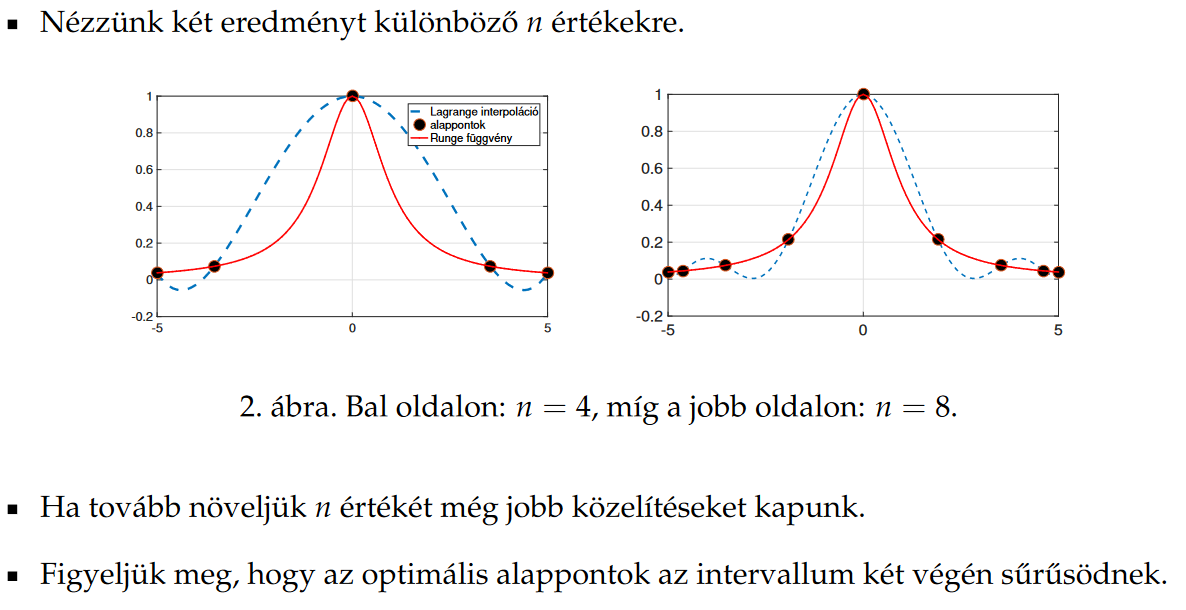 ▪ Nézzünk két eredményt különböző n értékekre.
1
0.8
0.6
0.4
0.2
0
-0.2
-5
0
5
Lagrange interpoláció
alappontok
Runge függvény
1
0.8
0.6
0.4
0.2
0
-0.2
-5
0
5
2. ábra. Bal oldalon: n = 4, míg a jobb oldalon: n = 8.
▪ Ha tovább növeljük n értékét még jobb közelítéseket kapunk.
▪ Figyeljük meg, hogy az optimális alappontok az intervallum két végén sűrűsödnek.